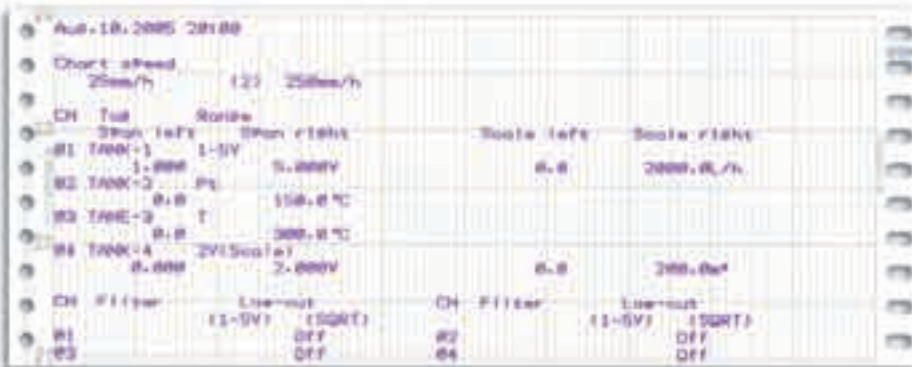 Aug.10.2005 20:00
Chart speed
25mm/h (2) 250mm/h
CH Tag Range
Span left Span right Scale left Scale right
01 TANK-1 1-5V
1.000 5.000V 0.0 2000.0L/h
02 TANK-2 Pt
0.0 150.0℃
03 TANE-3 T
0.0 300.0℃
04 TANK-4 2V(Scale)
0.000 2.000V 0.0 200.0
CH Filter Low-cut CH Filter Low-cut
(1-5V) (SQRT) (1-5V) (SQRT)
01 Off 02 Off
03 Off 04 Off